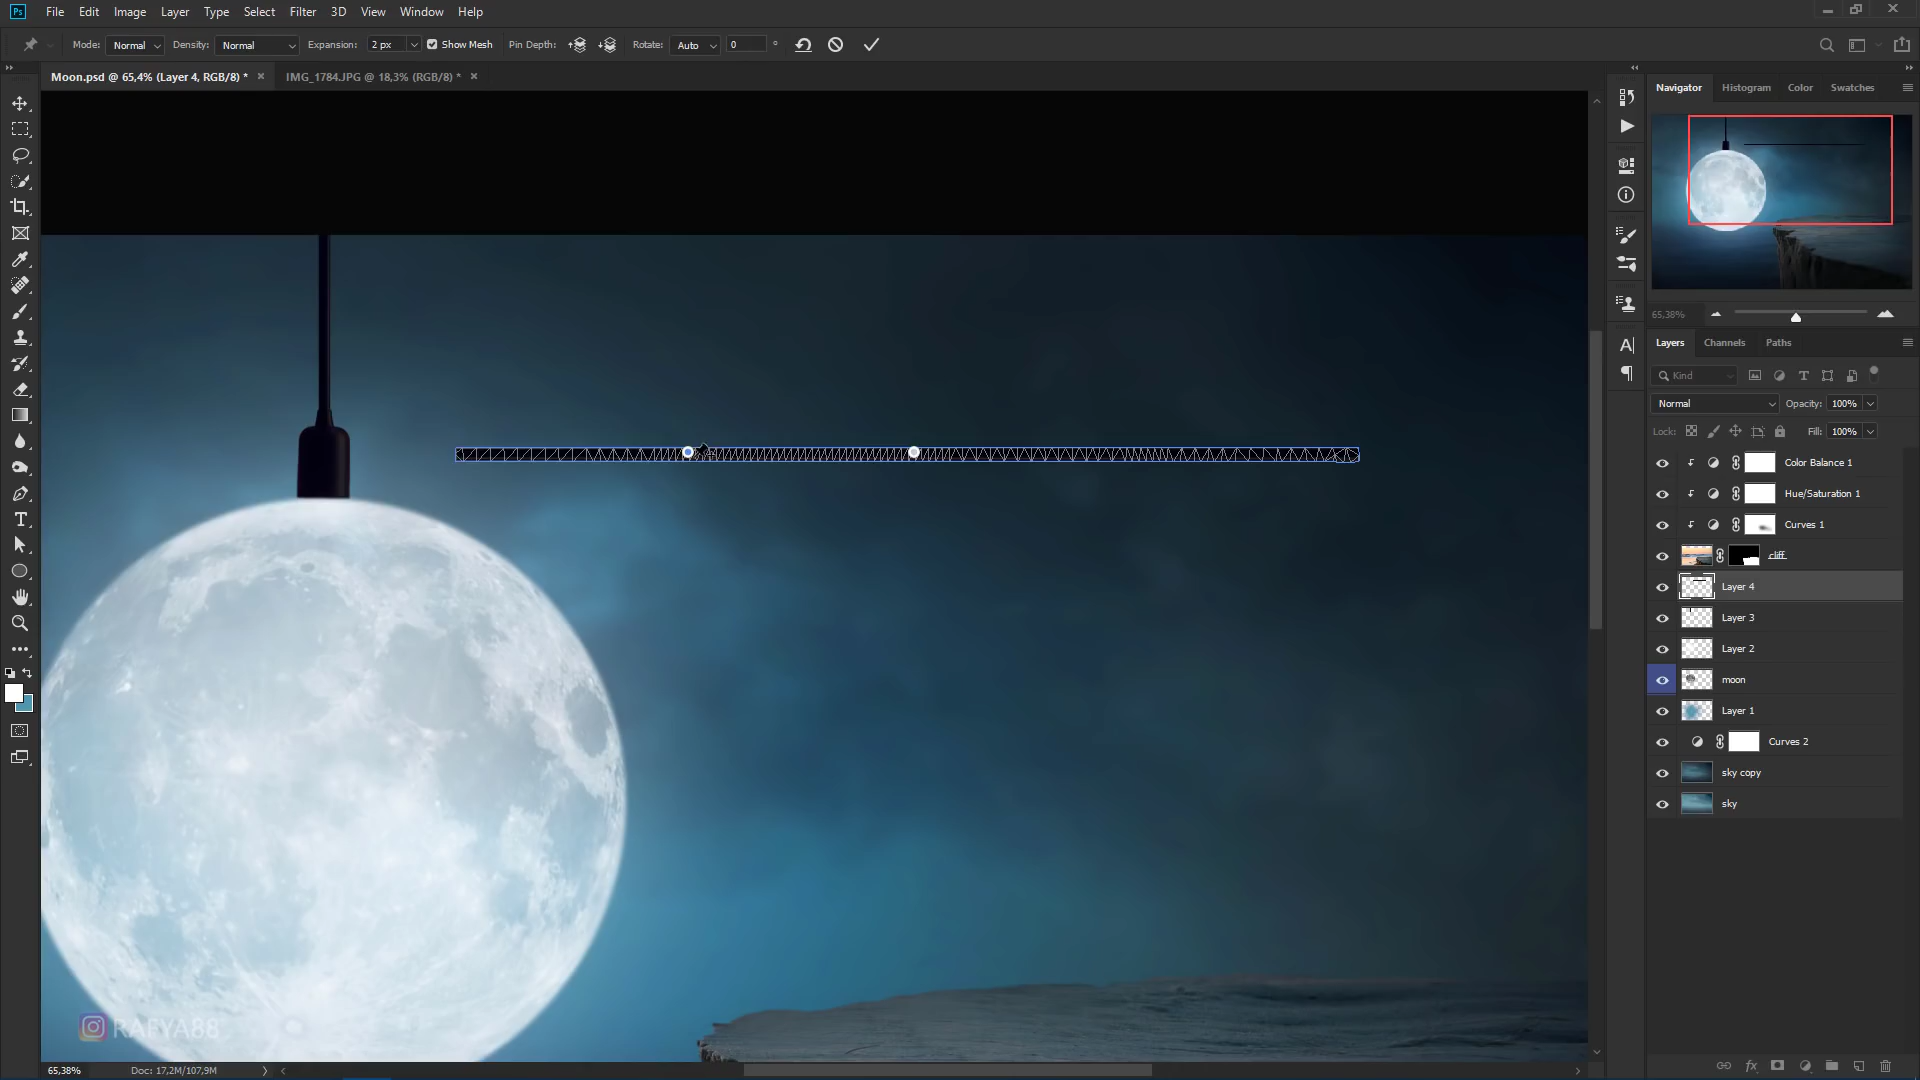 Ps File Edit Image Layer Type Select Filter 3D View Window Help
Mode: Normal Density: Normal Expansion: 2 px Show Mesh Pin Depth: Rotate: Auto 0 °
Moon.psd @ 65,4% (Layer 4, RGB/8) * × IMG_1784.JPG @ 18,3% (RGB/8) * ×
Navigator Histogram Color Swatches
65,38%
Layers Channels Paths
Kind
Normal Opacity: 100%
Lock: Fill: 100%
Color Balance 1
Hue/Saturation 1
Curves 1
cliff
Layer 4
Layer 3
Layer 2
moon
Layer 1
Curves 2
sky copy
sky
RAFYA88
65,38% Doc: 17,2M/107,9M